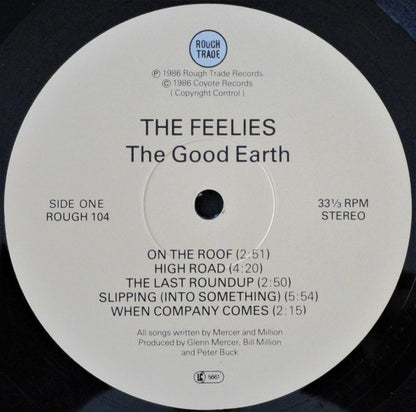 ROUGH
TRADE
℗ 1986 Rough Trade Records
© 1986 Coyote Records
( Copyright Control )
THE FEELIES
The Good Earth
SIDE ONE
ROUGH 104
33⅓ RPM
STEREO
ON THE ROOF (2:51)
HIGH ROAD (4:20)
THE LAST ROUNDUP (2:50)
SLIPPING (INTO SOMETHING) (5:54)
WHEN COMPANY COMES (2:15)
All songs written by Mercer and Million
Produced by Glenn Mercer, Bill Million
and Peter Buck
LC 5661